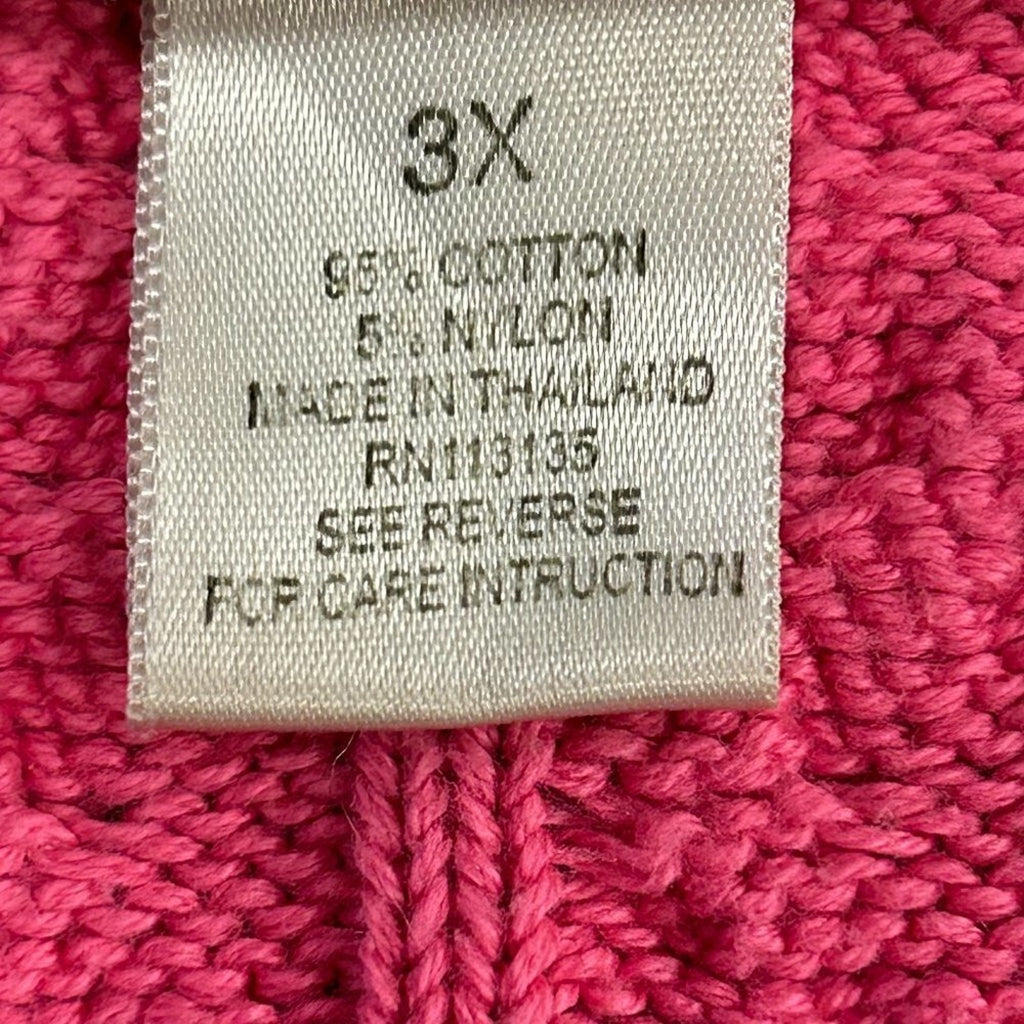 3X
95% COTTON
5% NYLON
MADE IN THAILAND
RN113135
SEE REVERSE
FOR CARE INTRUCTION